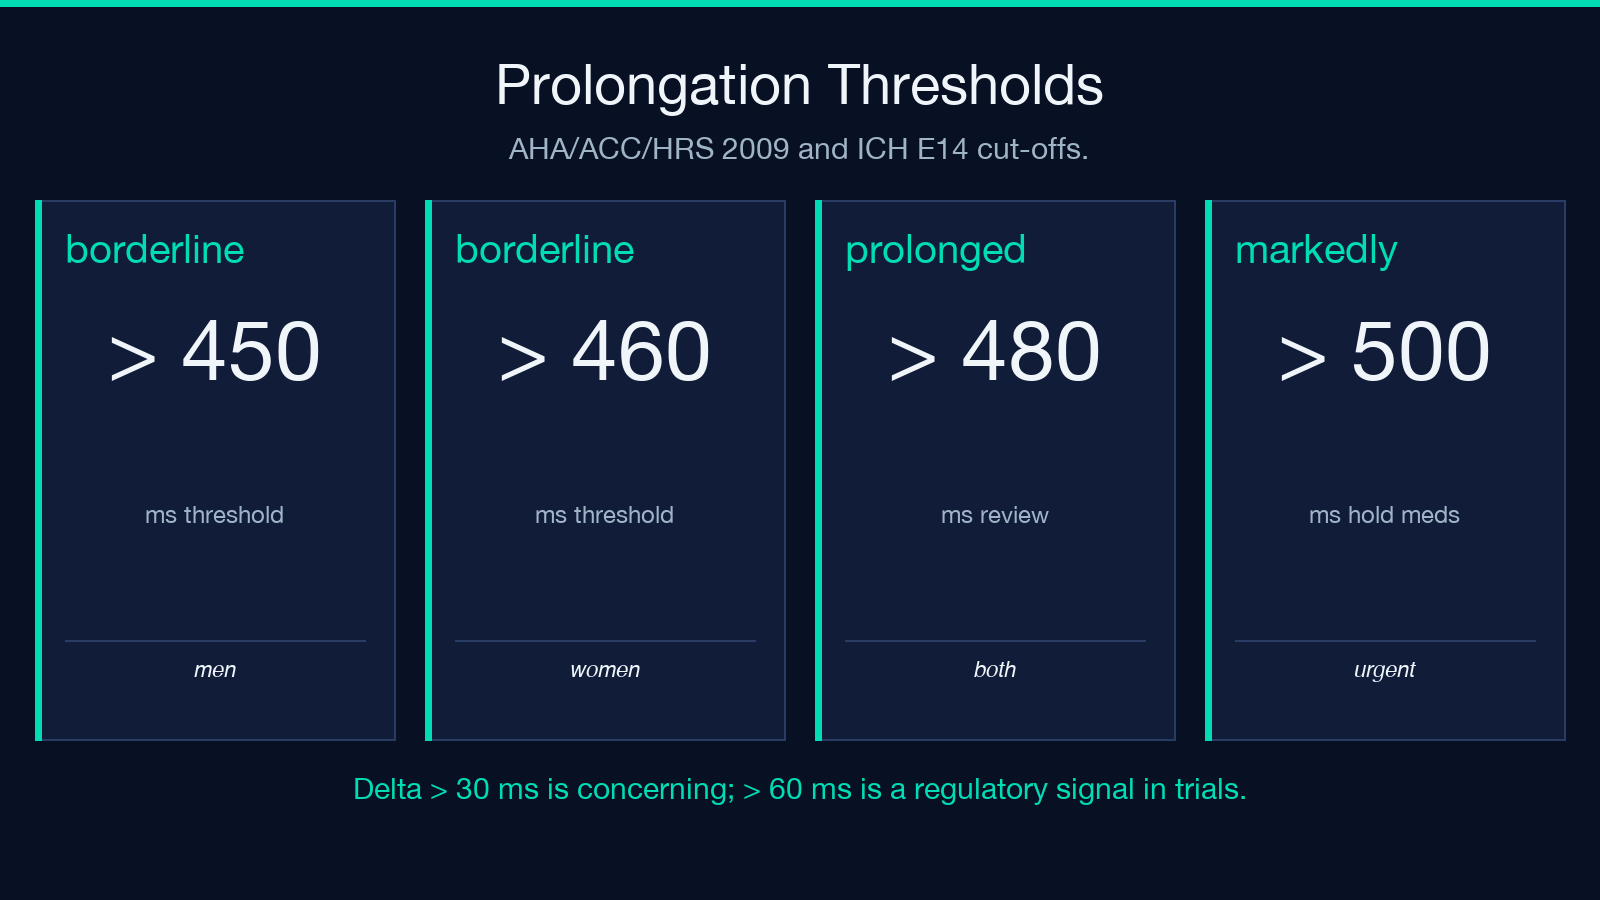 Prolongation Thresholds
AHA/ACC/HRS 2009 and ICH E14 cut-offs.
borderline
> 450
ms threshold
men
borderline
> 460
ms threshold
women
prolonged
> 480
ms review
both
markedly
> 500
ms hold meds
urgent
Delta > 30 ms is concerning; > 60 ms is a regulatory signal in trials.